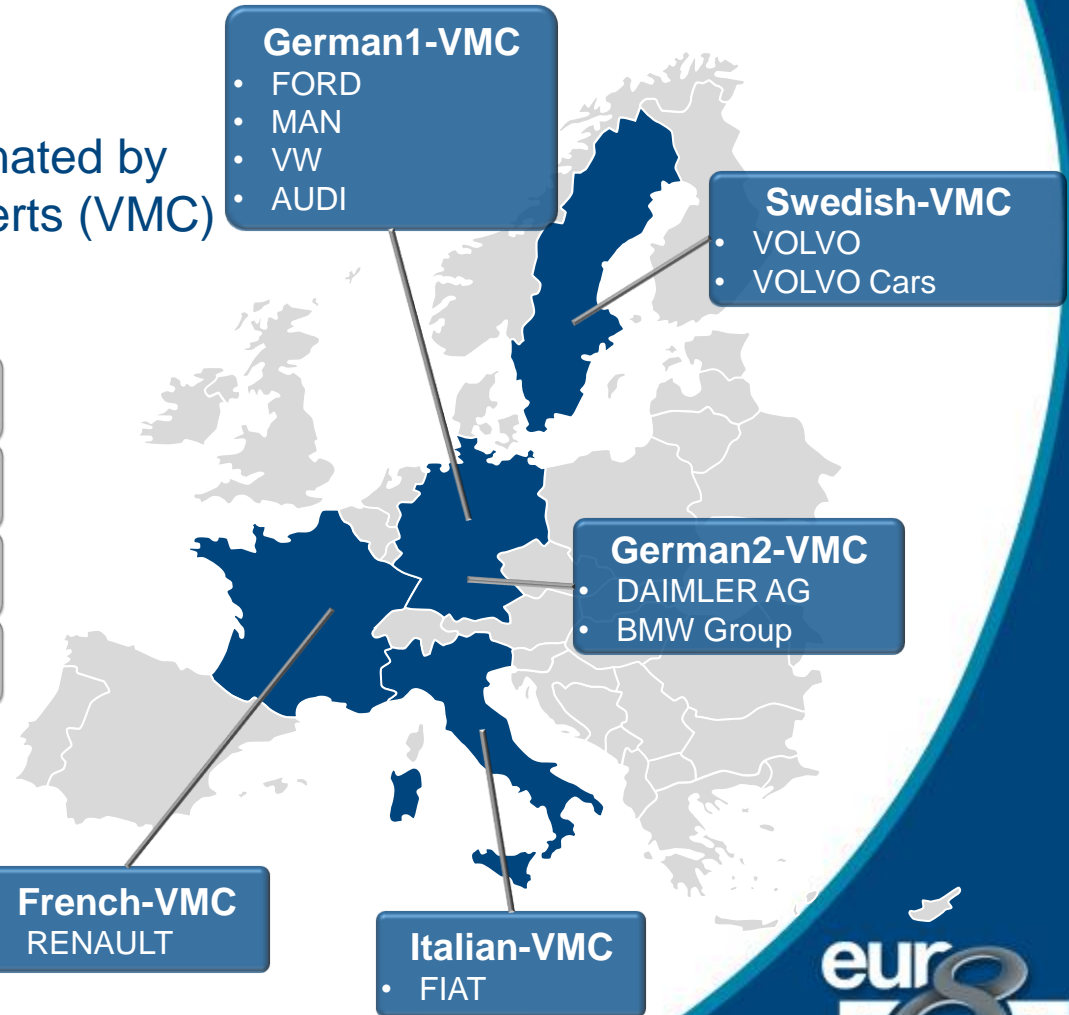 German1-VMC
• FORD
• MAN
• VW
• AUDI
nated by
erts (VMC)
Swedish-VMC
• VOLVO
• VOLVO Cars
German2-VMC
• DAIMLER AG
• BMW Group
French-VMC
RENAULT
Italian-VMC
• FIAT
eur